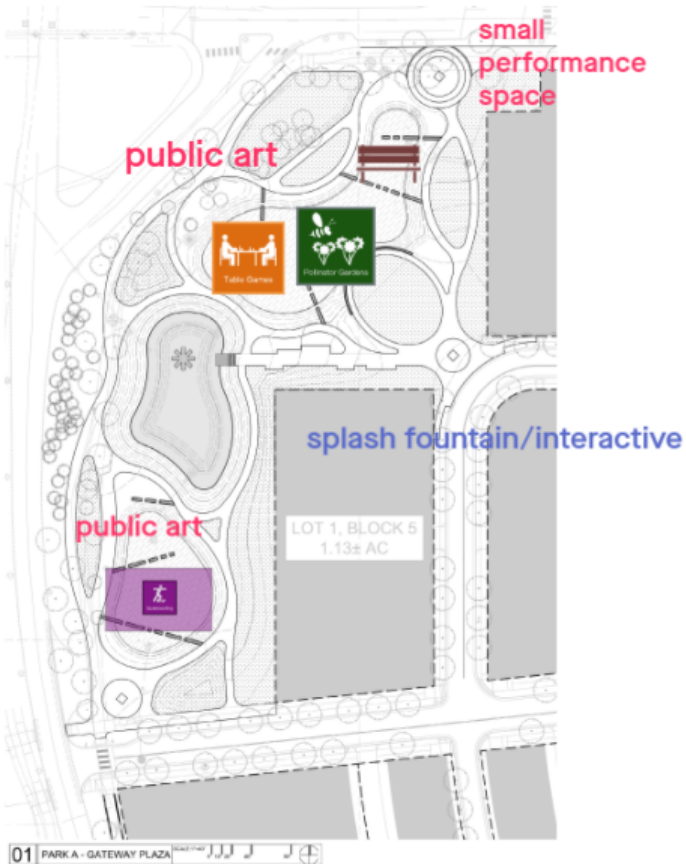 small
performance
space
public art
Table Games
Pollinator Gardens
splash fountain/interactive
public art
LOT 1, BLOCK 5
1.13± AC
01 PARK A - GATEWAY PLAZA